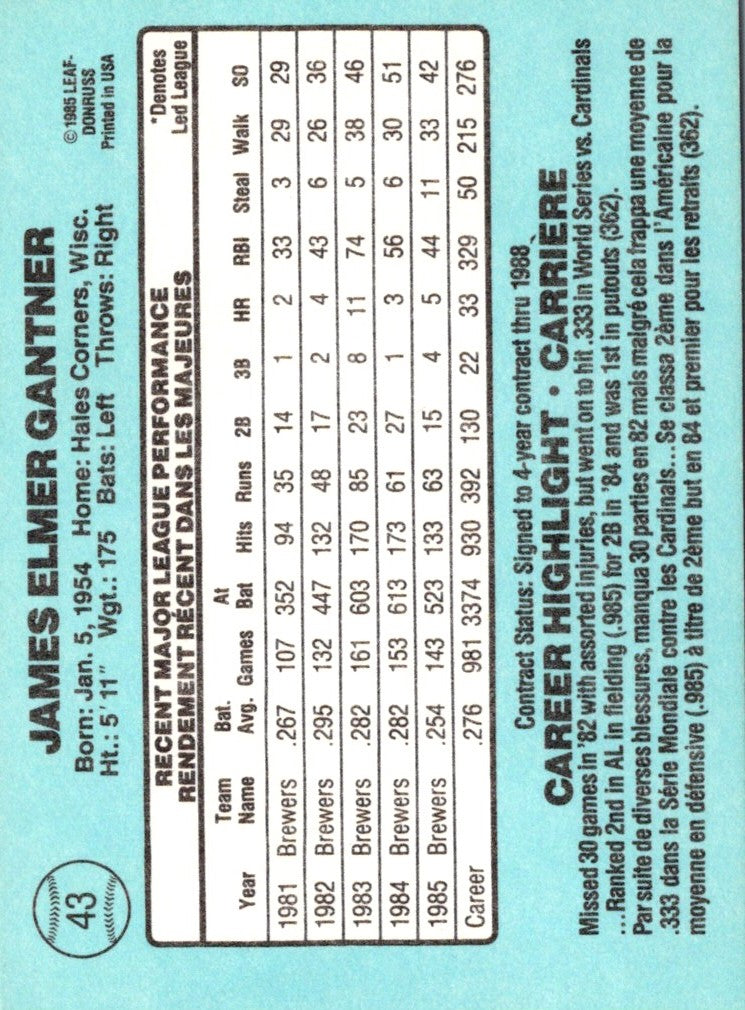 43
JAMES ELMER GANTNER
Born: Jan. 5, 1954 Home: Hales Corners, Wisc.
Ht.: 5'11" Wgt.: 175 Bats: Left Throws: Right
© 1985 LEAF-
DONRUSS
Printed in USA
RECENT MAJOR LEAGUE PERFORMANCE
RENDEMENT RÉCENT DANS LES MAJEURES
*Denotes
Led League
Year Team Name Bat. Avg. Games At Bat Hits Runs 2B 3B HR RBI Steal Walk SO
1981 Brewers .267 107 352 94 35 14 1 2 33 3 29 29
1982 Brewers .295 132 447 132 48 17 2 4 43 6 26 36
1983 Brewers .282 161 603 170 85 23 8 11 74 5 38 46
1984 Brewers .282 153 613 173 61 27 1 3 56 6 30 51
1985 Brewers .254 143 523 133 63 15 4 5 44 11 33 42
Career .276 981 3374 930 392 130 22 33 329 50 215 276
Contract Status: Signed to 4-year contract thru 1988
CAREER HIGHLIGHT • CARRIÈRE
Missed 30 games in '82 with assorted injuries, but went on to hit .333 in World Series vs. Cardinals
...Ranked 2nd in AL in fielding (.985) for 2B in '84 and was 1st in putouts (362).
Par suite de diverses blessures, manqua 30 parties en 82 mais malgré cela frappa une moyenne de
.333 dans la Série Mondiale contre les Cardinals...Se classa 2ème dans l'Américaine pour la
moyenne en défensive (.985) à titre de 2ème but en 84 et premier pour les retraits (362).